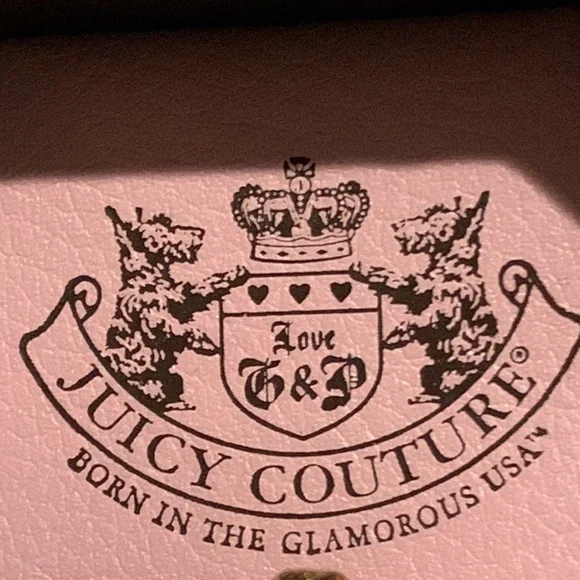 Love
G&P
JUICY COUTURE®
BORN IN THE GLAMOROUS USA™